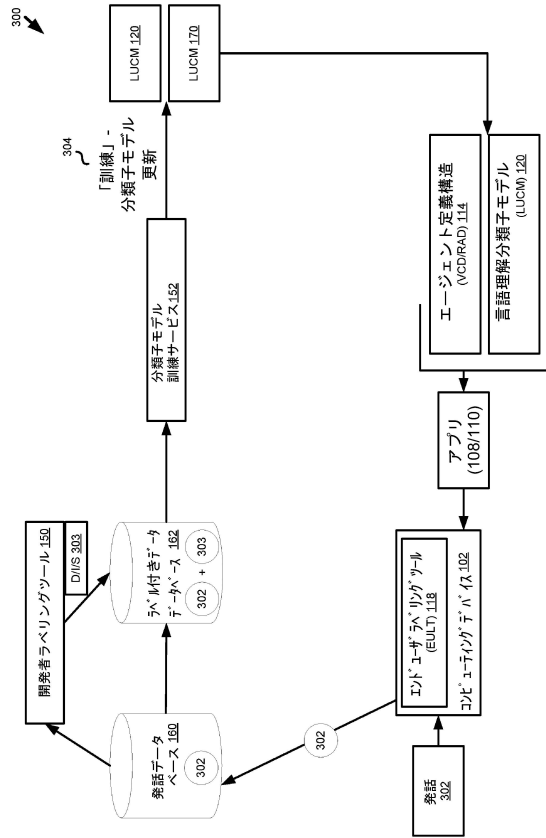 300
LUCM 120
LUCM 170
304
「訓練」-
分類子モデル
更新
分類子モデル
訓練サービス152
開発者ラベリングツール 150
D/I/S 303
ラベル付きデータ
データベース 162
302 + 303
発話データ
ベース 160
302
302
発話
302
エンドユーザラベリングツール
(EULT) 118
コンピューティングデバイス 102
アプリ
(108/110)
エージェント定義構造
(VCD/RAD) 114
言語理解分類子モデル
(LUCM) 120